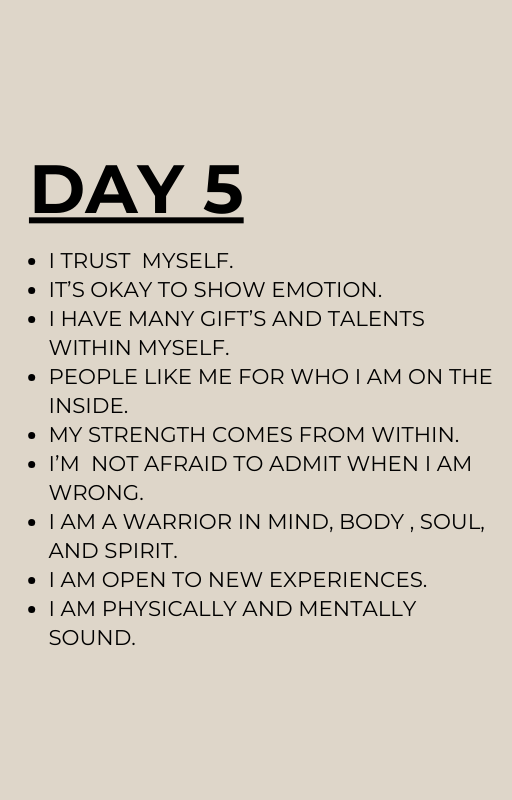 DAY 5
• I TRUST  MYSELF.
• IT'S OKAY TO SHOW EMOTION.
• I HAVE MANY GIFT'S AND TALENTS
WITHIN MYSELF.
• PEOPLE LIKE ME FOR WHO I AM ON THE
INSIDE.
• MY STRENGTH COMES FROM WITHIN.
• I'M  NOT AFRAID TO ADMIT WHEN I AM
WRONG.
• I AM A WARRIOR IN MIND, BODY , SOUL,
AND SPIRIT.
• I AM OPEN TO NEW EXPERIENCES.
• I AM PHYSICALLY AND MENTALLY
SOUND.